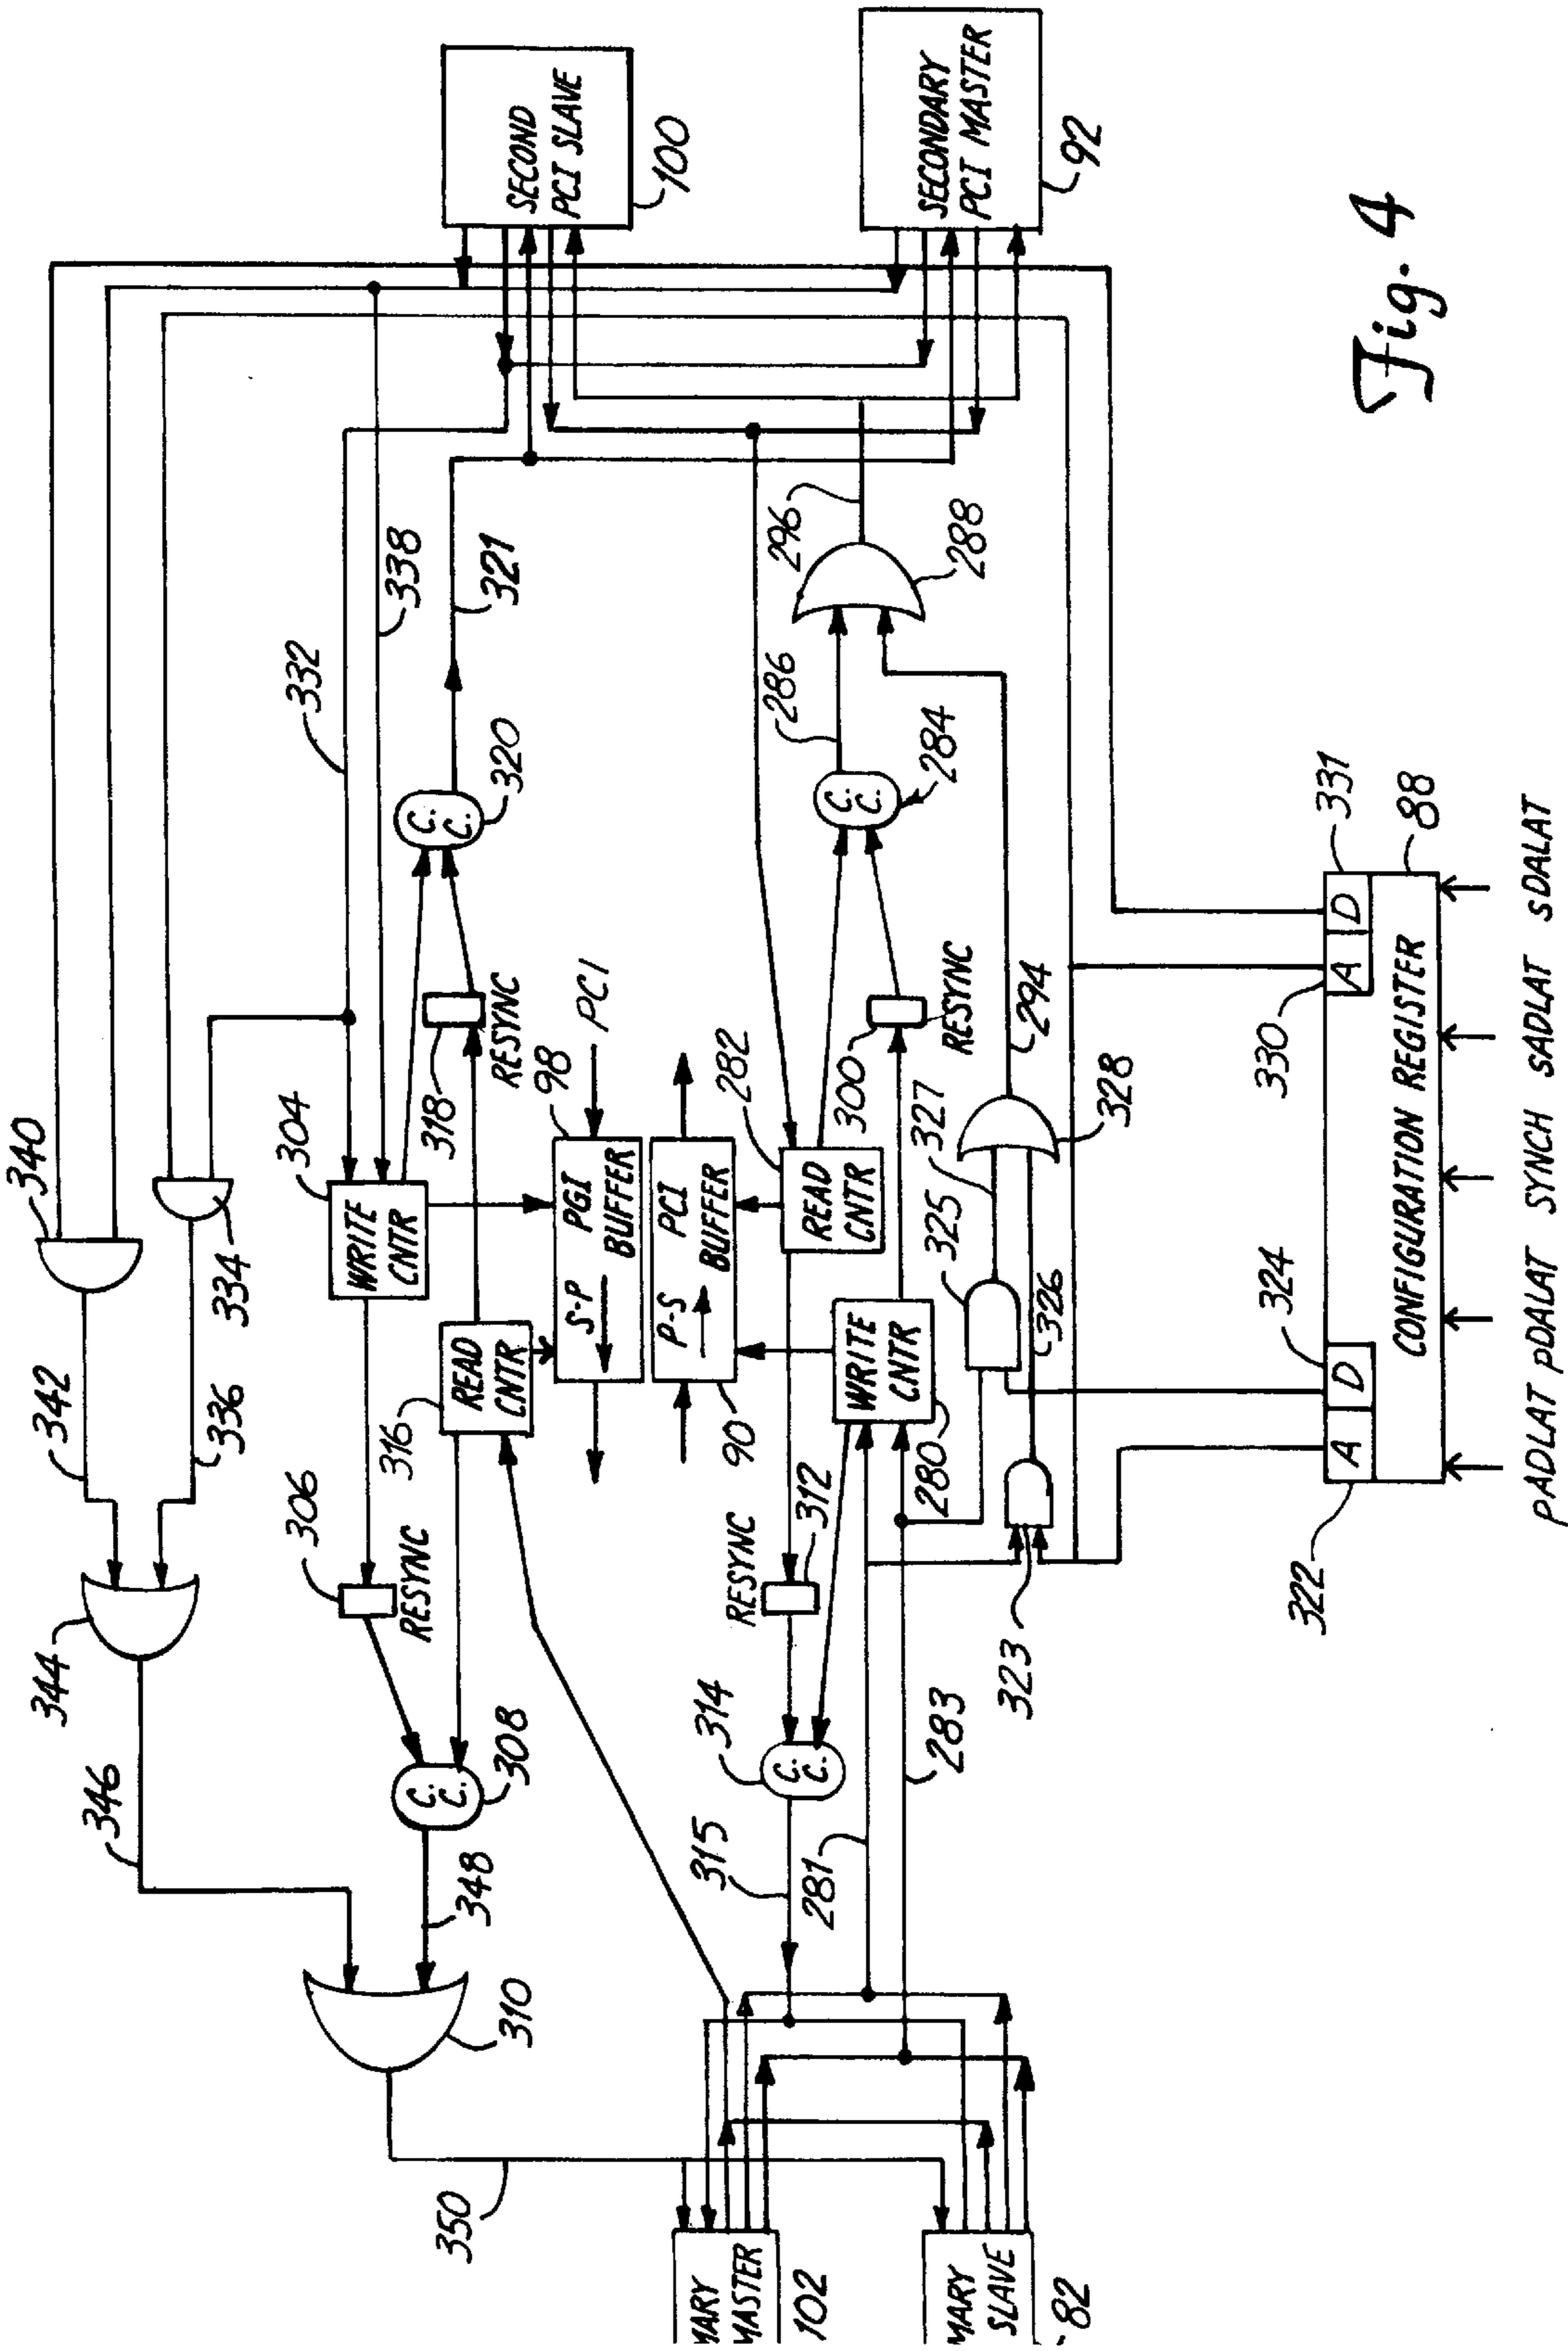 340
342
334
336
344
346
332
338
304
306
RESYNC
316
READ
CNTR
WRITE
CNTR
318
RESYNC
320
C.
C.
321
308
C.
C.
348
310
350
SECOND
PCI SLAVE
100
SECONDARY
PCI MASTER
92
98
PCI
S-P
PGI
BUFFER
P-S
PCI
BUFFER
90
282
READ
CNTR
WRITE
CNTR
280
300
RESYNC
RESYNC
312
314
C.
C.
315
281
283
284
C.
C.
286
288
296
294
323
325
326
327
328
MARY
MASTER
102
MARY
SLAVE
82
322
A
D
324
330
A
D
331
CONFIGURATION REGISTER
88
PADLAT PDALAT SYNCH SADLAT SDALAT
Fig. 4